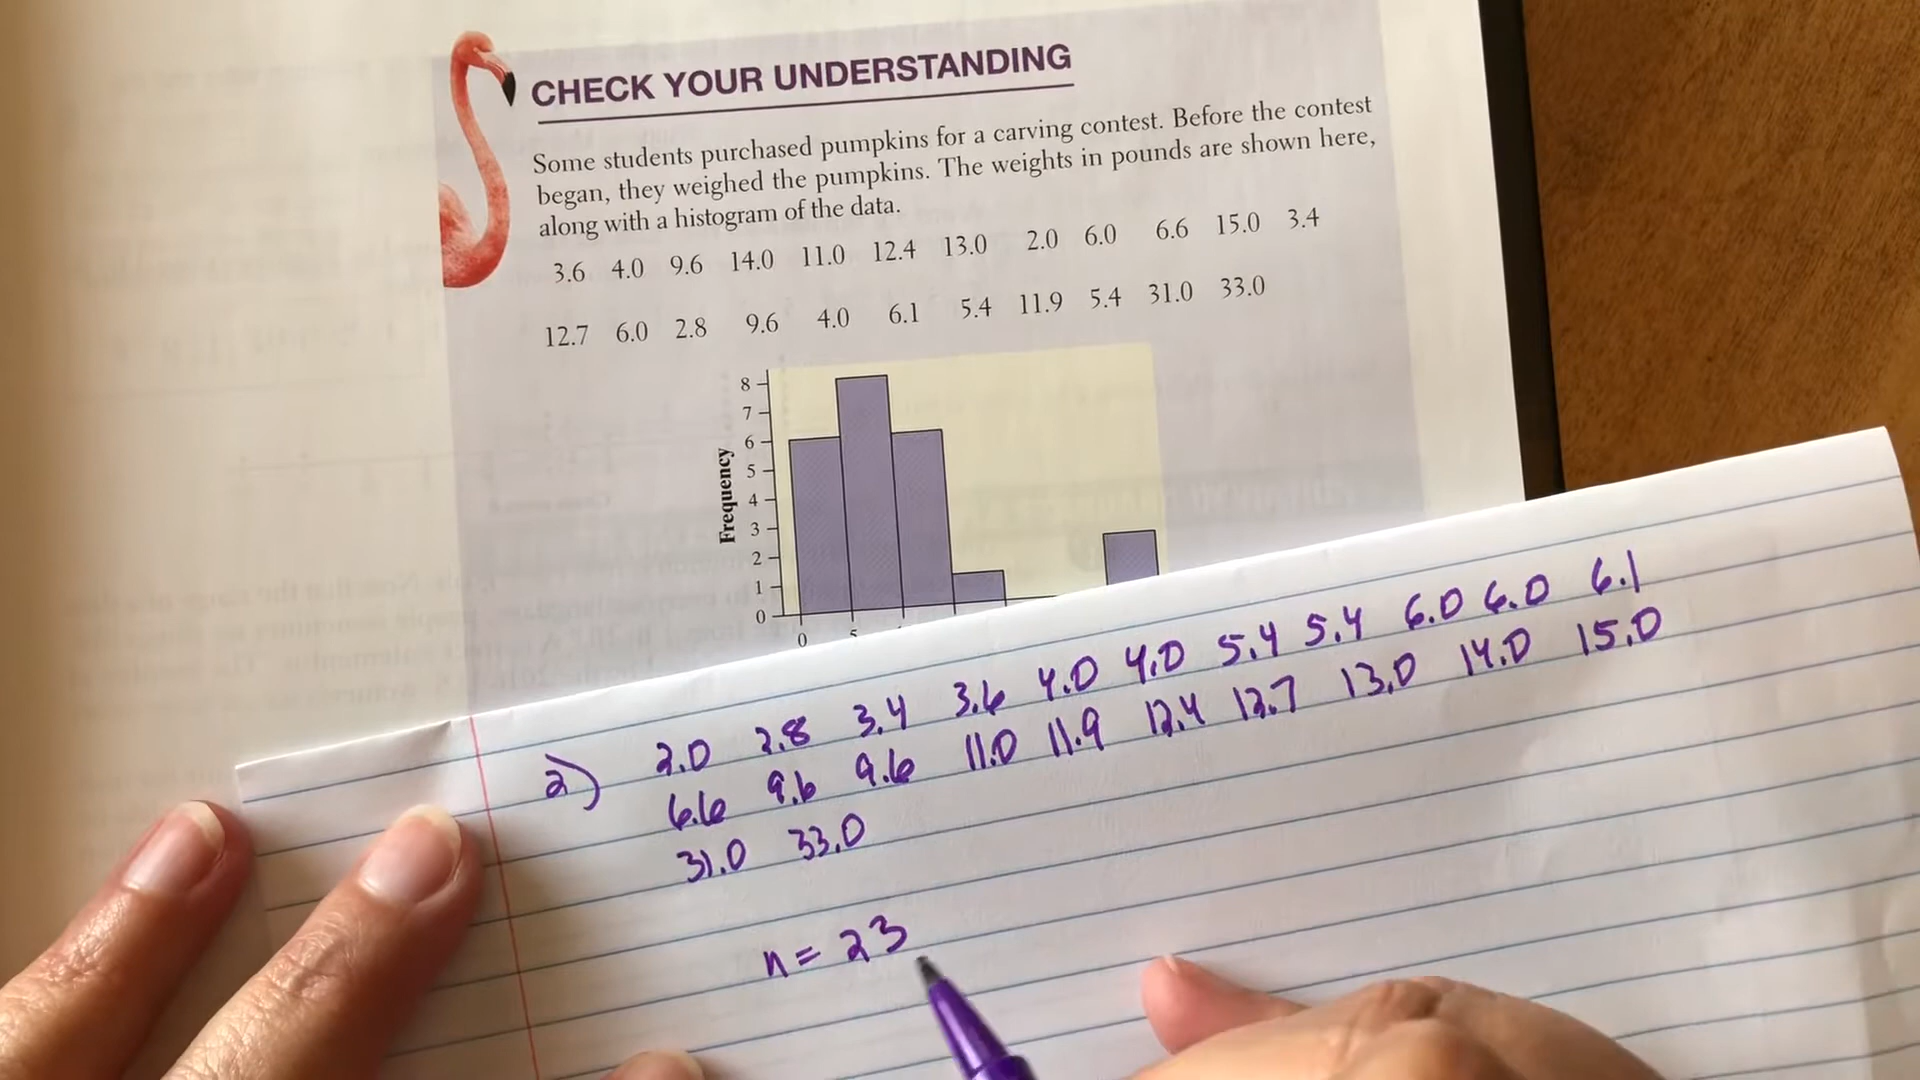 CHECK YOUR UNDERSTANDING
Some students purchased pumpkins for a carving contest. Before the contest
began, they weighed the pumpkins. The weights in pounds are shown here,
along with a histogram of the data.
3.6 4.0 9.6 14.0 11.0 12.4 13.0 2.0 6.0 6.6 15.0 3.4
12.7 6.0 2.8 9.6 4.0 6.1 5.4 11.9 5.4 31.0 33.0
8
7
6
5
4
3
2
1
0
Frequency
0 5
2) 2.0 2.8 3.4 3.6 4.0 4.0 5.4 5.4 6.0 6.0 6.1
6.6 9.6 9.6 11.0 11.9 12.4 12.7 13.0 14.0 15.0
31.0 33.0
n = 23